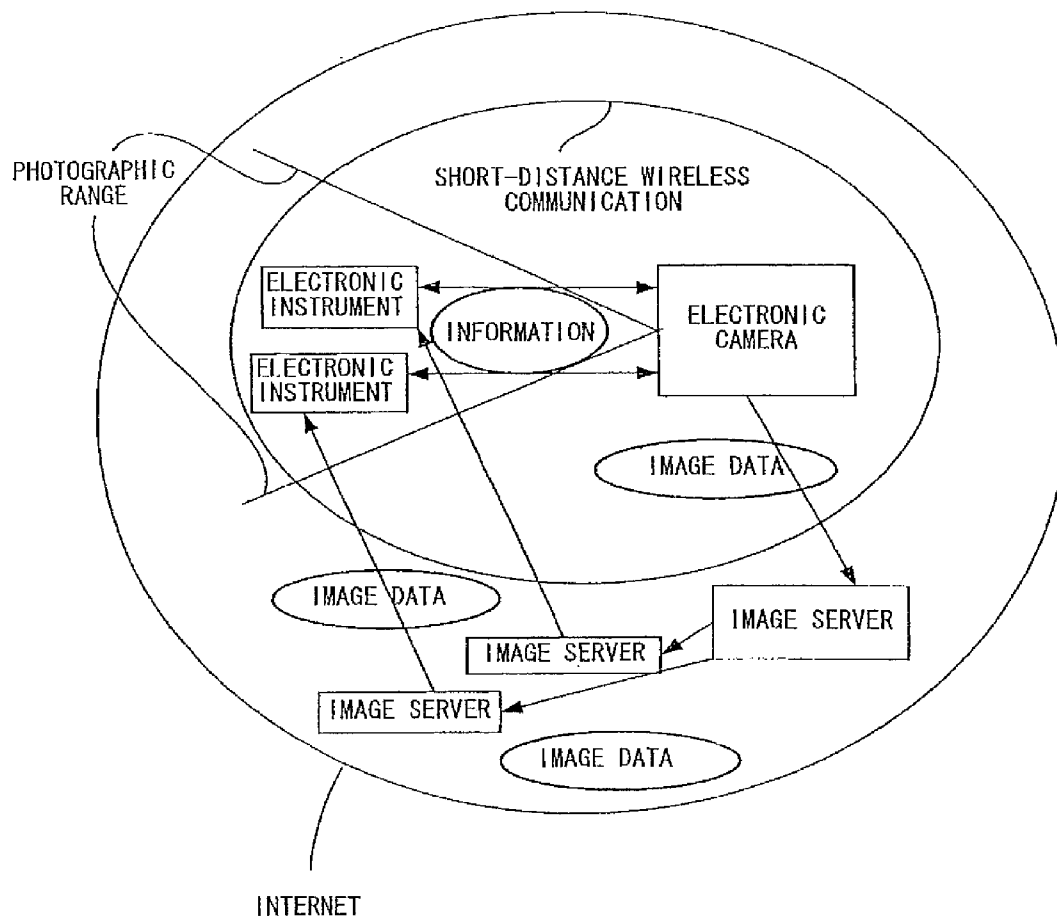 PHOTOGRAPHIC
RANGE
SHORT-DISTANCE WIRELESS
COMMUNICATION
ELECTRONIC
INSTRUMENT
INFORMATION
ELECTRONIC
CAMERA
ELECTRONIC
INSTRUMENT
IMAGE DATA
IMAGE DATA
IMAGE SERVER
IMAGE SERVER
IMAGE SERVER
IMAGE DATA
INTERNET